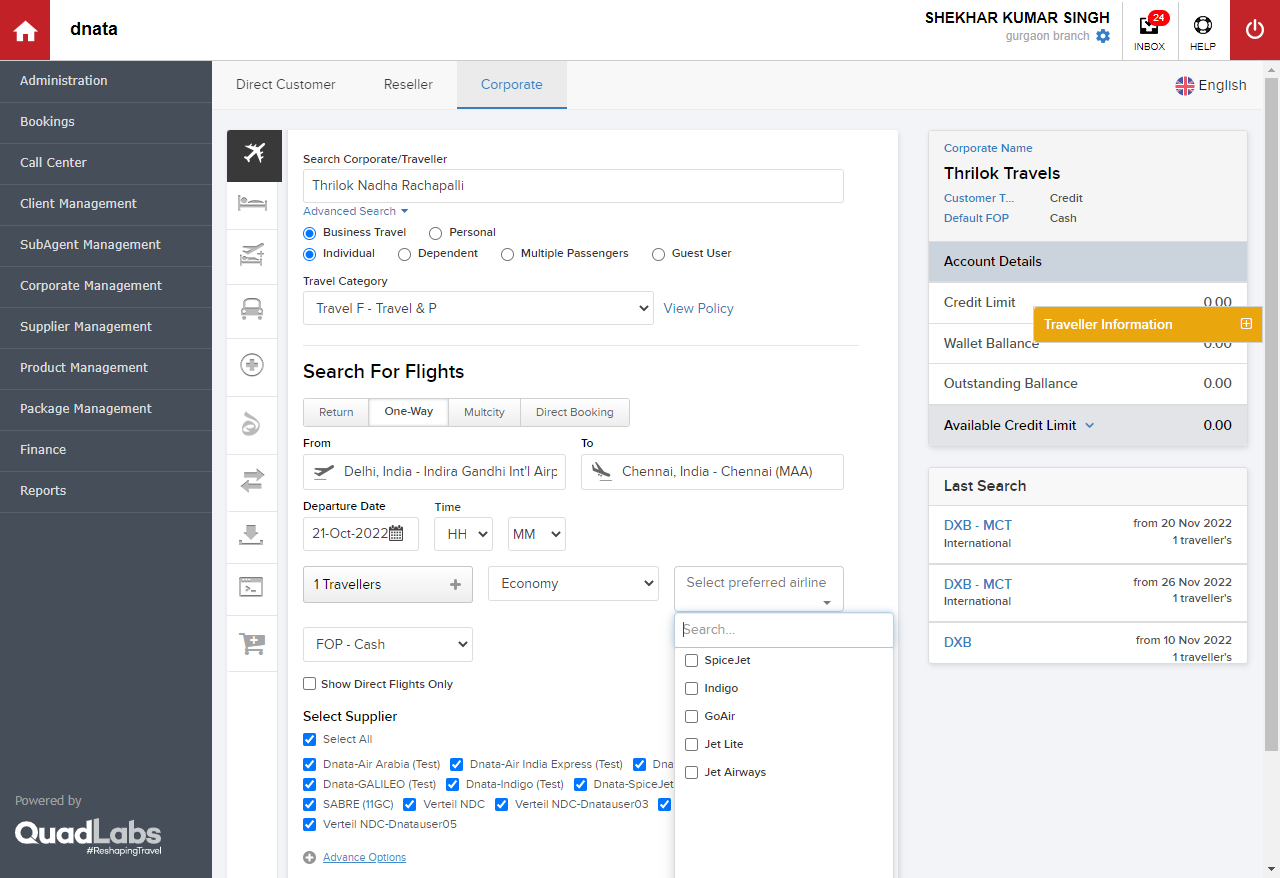 dnata
SHEKHAR KUMAR SINGH
gurgaon branch
24
INBOX
HELP
Administration
Bookings
Call Center
Client Management
SubAgent Management
Corporate Management
Supplier Management
Product Management
Package Management
Finance
Reports
Powered by
QuadLabs
#ReshapingTravel
Direct Customer
Reseller
Corporate
English
Search Corporate/Traveller
Thrilok Nadha Rachapalli
Advanced Search
Business Travel Personal
Individual Dependent Multiple Passengers Guest User
Travel Category
Travel F - Travel & P View Policy
Search For Flights
Return One-Way Multcity Direct Booking
From To
Delhi, India - Indira Gandhi Int'l Airp Chennai, India - Chennai (MAA)
Departure Date Time
21-Oct-2022 HH MM
1 Travellers Economy Select preferred airline
FOP - Cash
Search...
SpiceJet
Indigo
GoAir
Jet Lite
Jet Airways
Show Direct Flights Only
Select Supplier
Select All
Dnata-Air Arabia (Test) Dnata-Air India Express (Test) Dna
Dnata-GALILEO (Test) Dnata-Indigo (Test) Dnata-SpiceJet
SABRE (11GC) Verteil NDC Verteil NDC-Dnatauser03
Verteil NDC-Dnatauser05
Advance Options
Corporate Name
Thrilok Travels
Customer T... Credit
Default FOP Cash
Account Details
Credit Limit 0.00
Traveller Information
Wallet Ballance 0.00
Outstanding Ballance 0.00
Available Credit Limit 0.00
Last Search
DXB - MCT from 20 Nov 2022
International 1 traveller's
DXB - MCT from 26 Nov 2022
International 1 traveller's
DXB from 10 Nov 2022
1 traveller's